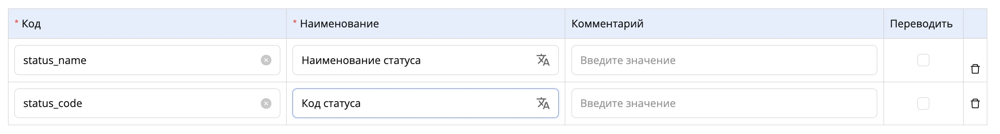 * Код * Наименование Комментарий Переводить
status_name Наименование статуса Введите значение
status_code Код статуса Введите значение